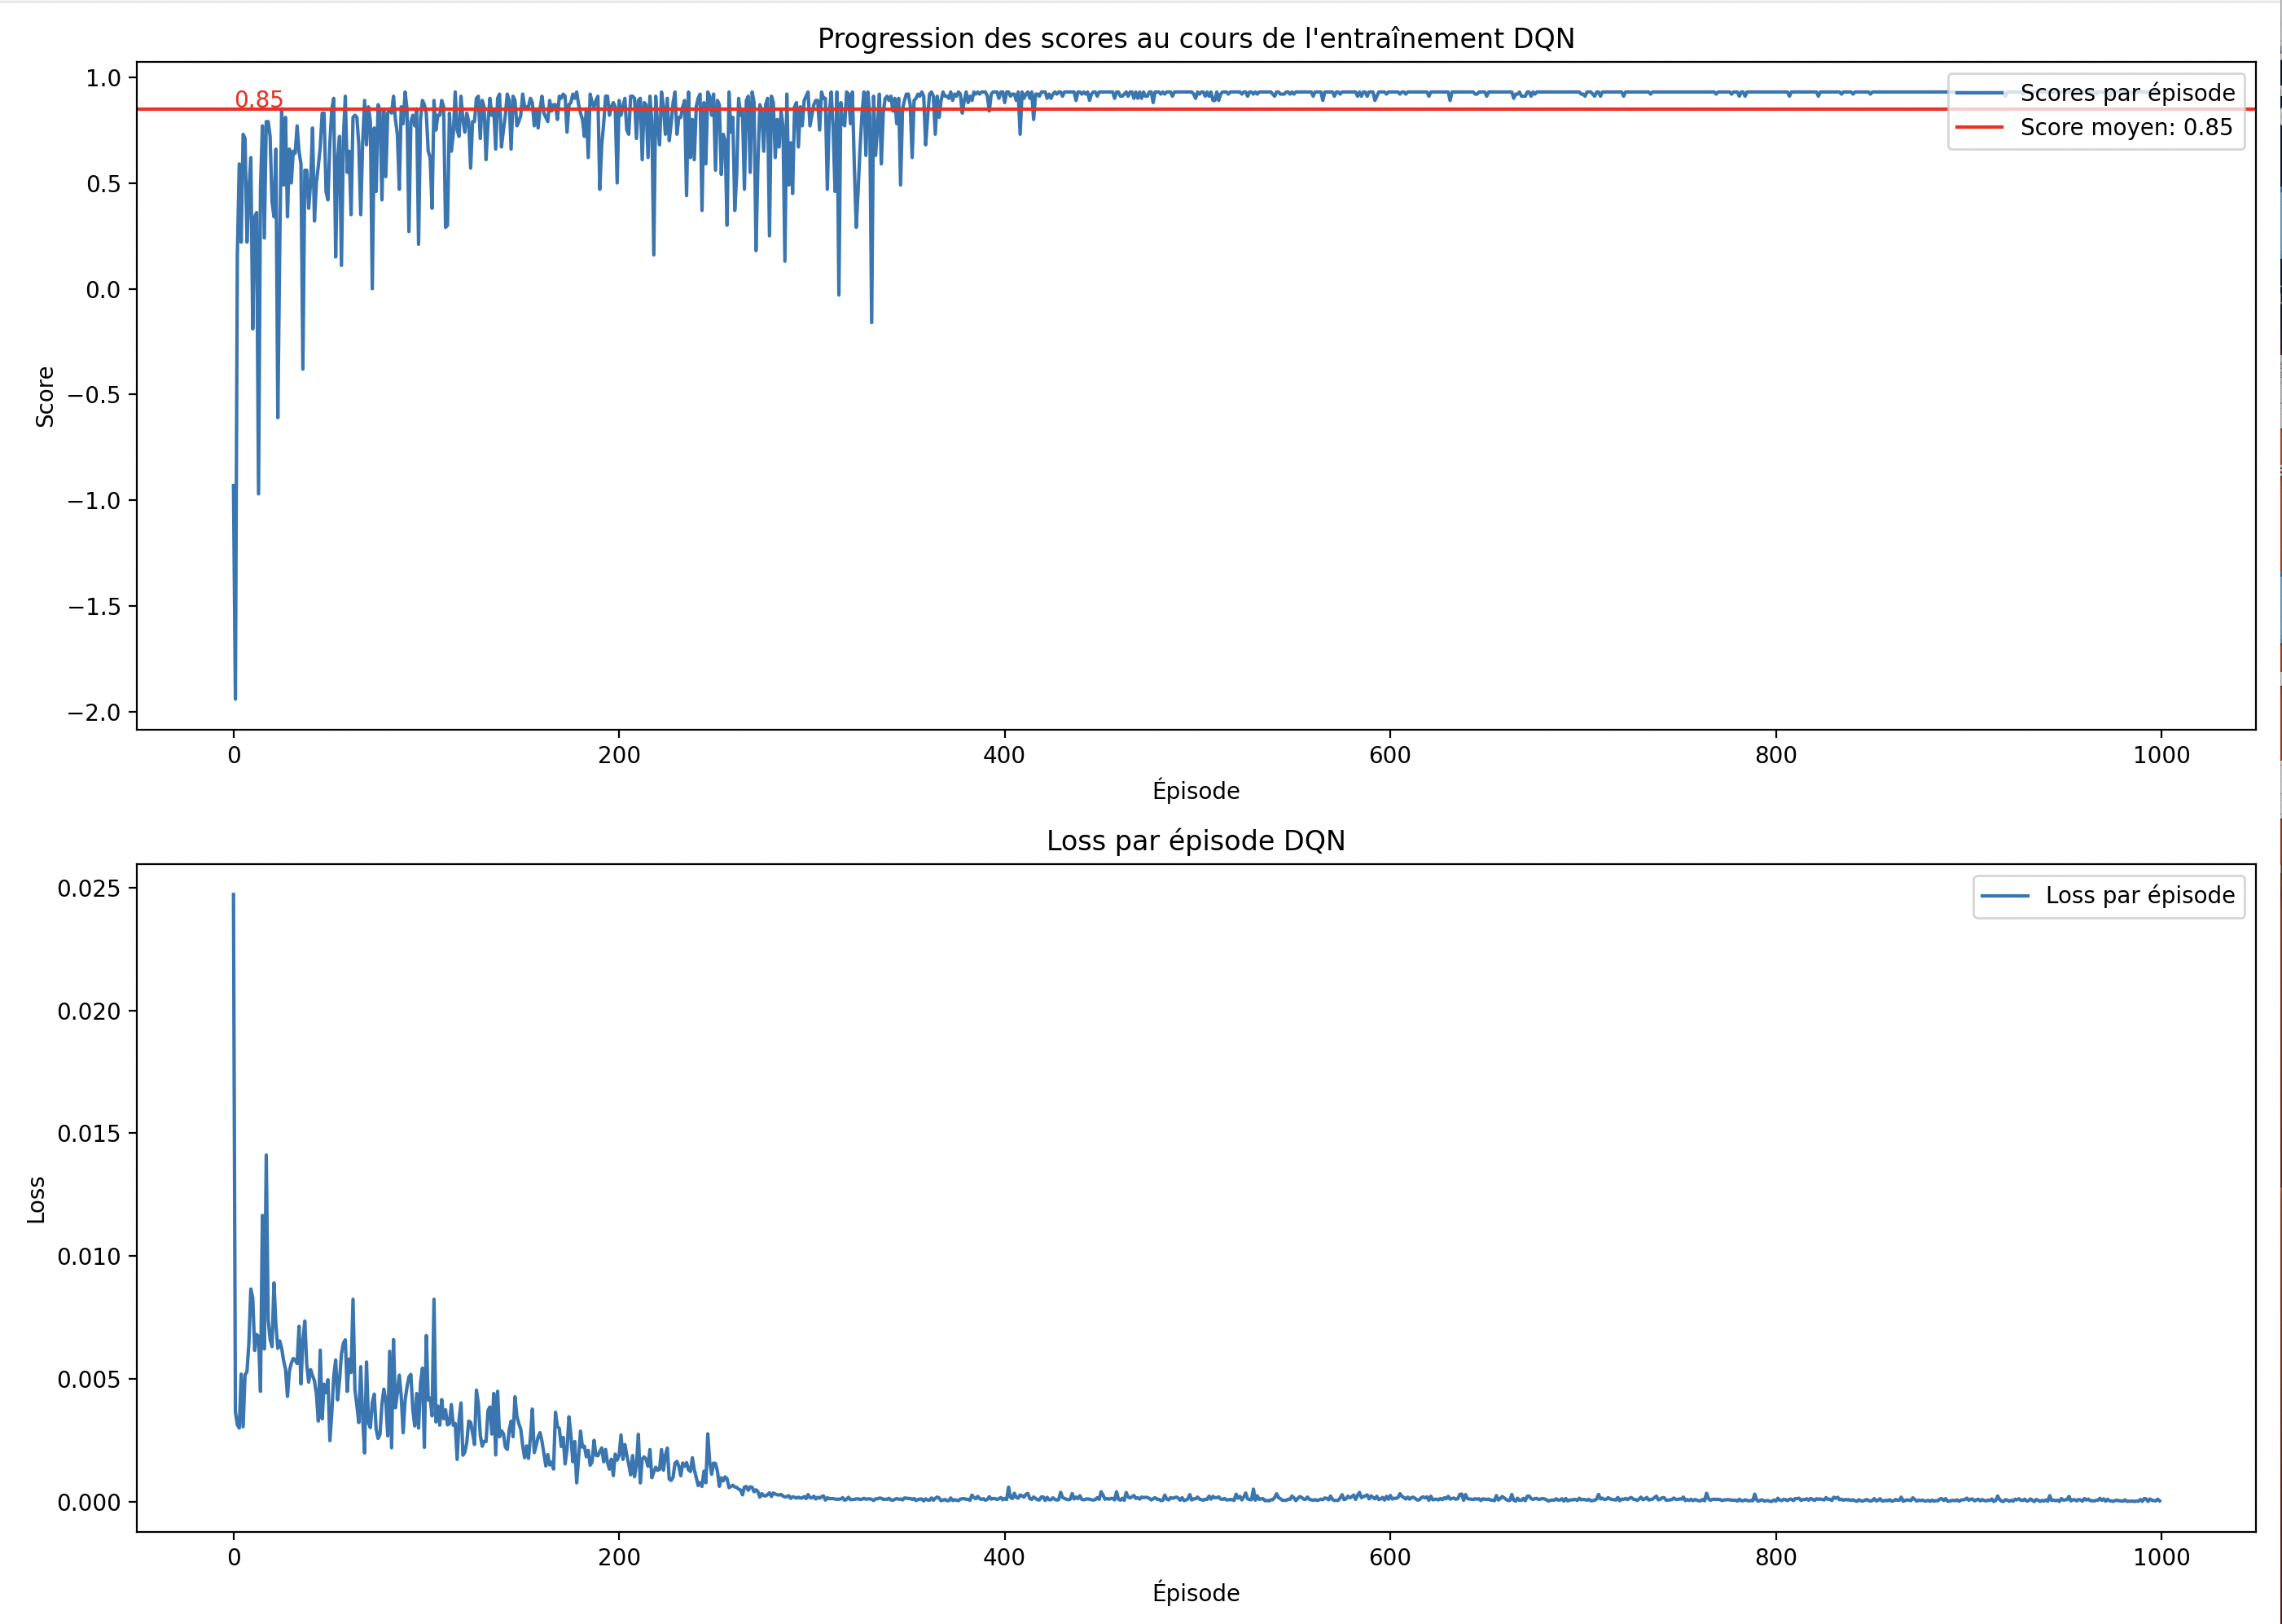 Progression des scores au cours de l'entraînement DQN
1.0
0.5
0.0
−0.5
−1.0
−1.5
−2.0
Score
0.85
Scores par épisode
Score moyen: 0.85
0 200 400 600 800 1000
Épisode
Loss par épisode DQN
0.025
0.020
0.015
0.010
0.005
0.000
Loss
Loss par épisode
0 200 400 600 800 1000
Épisode